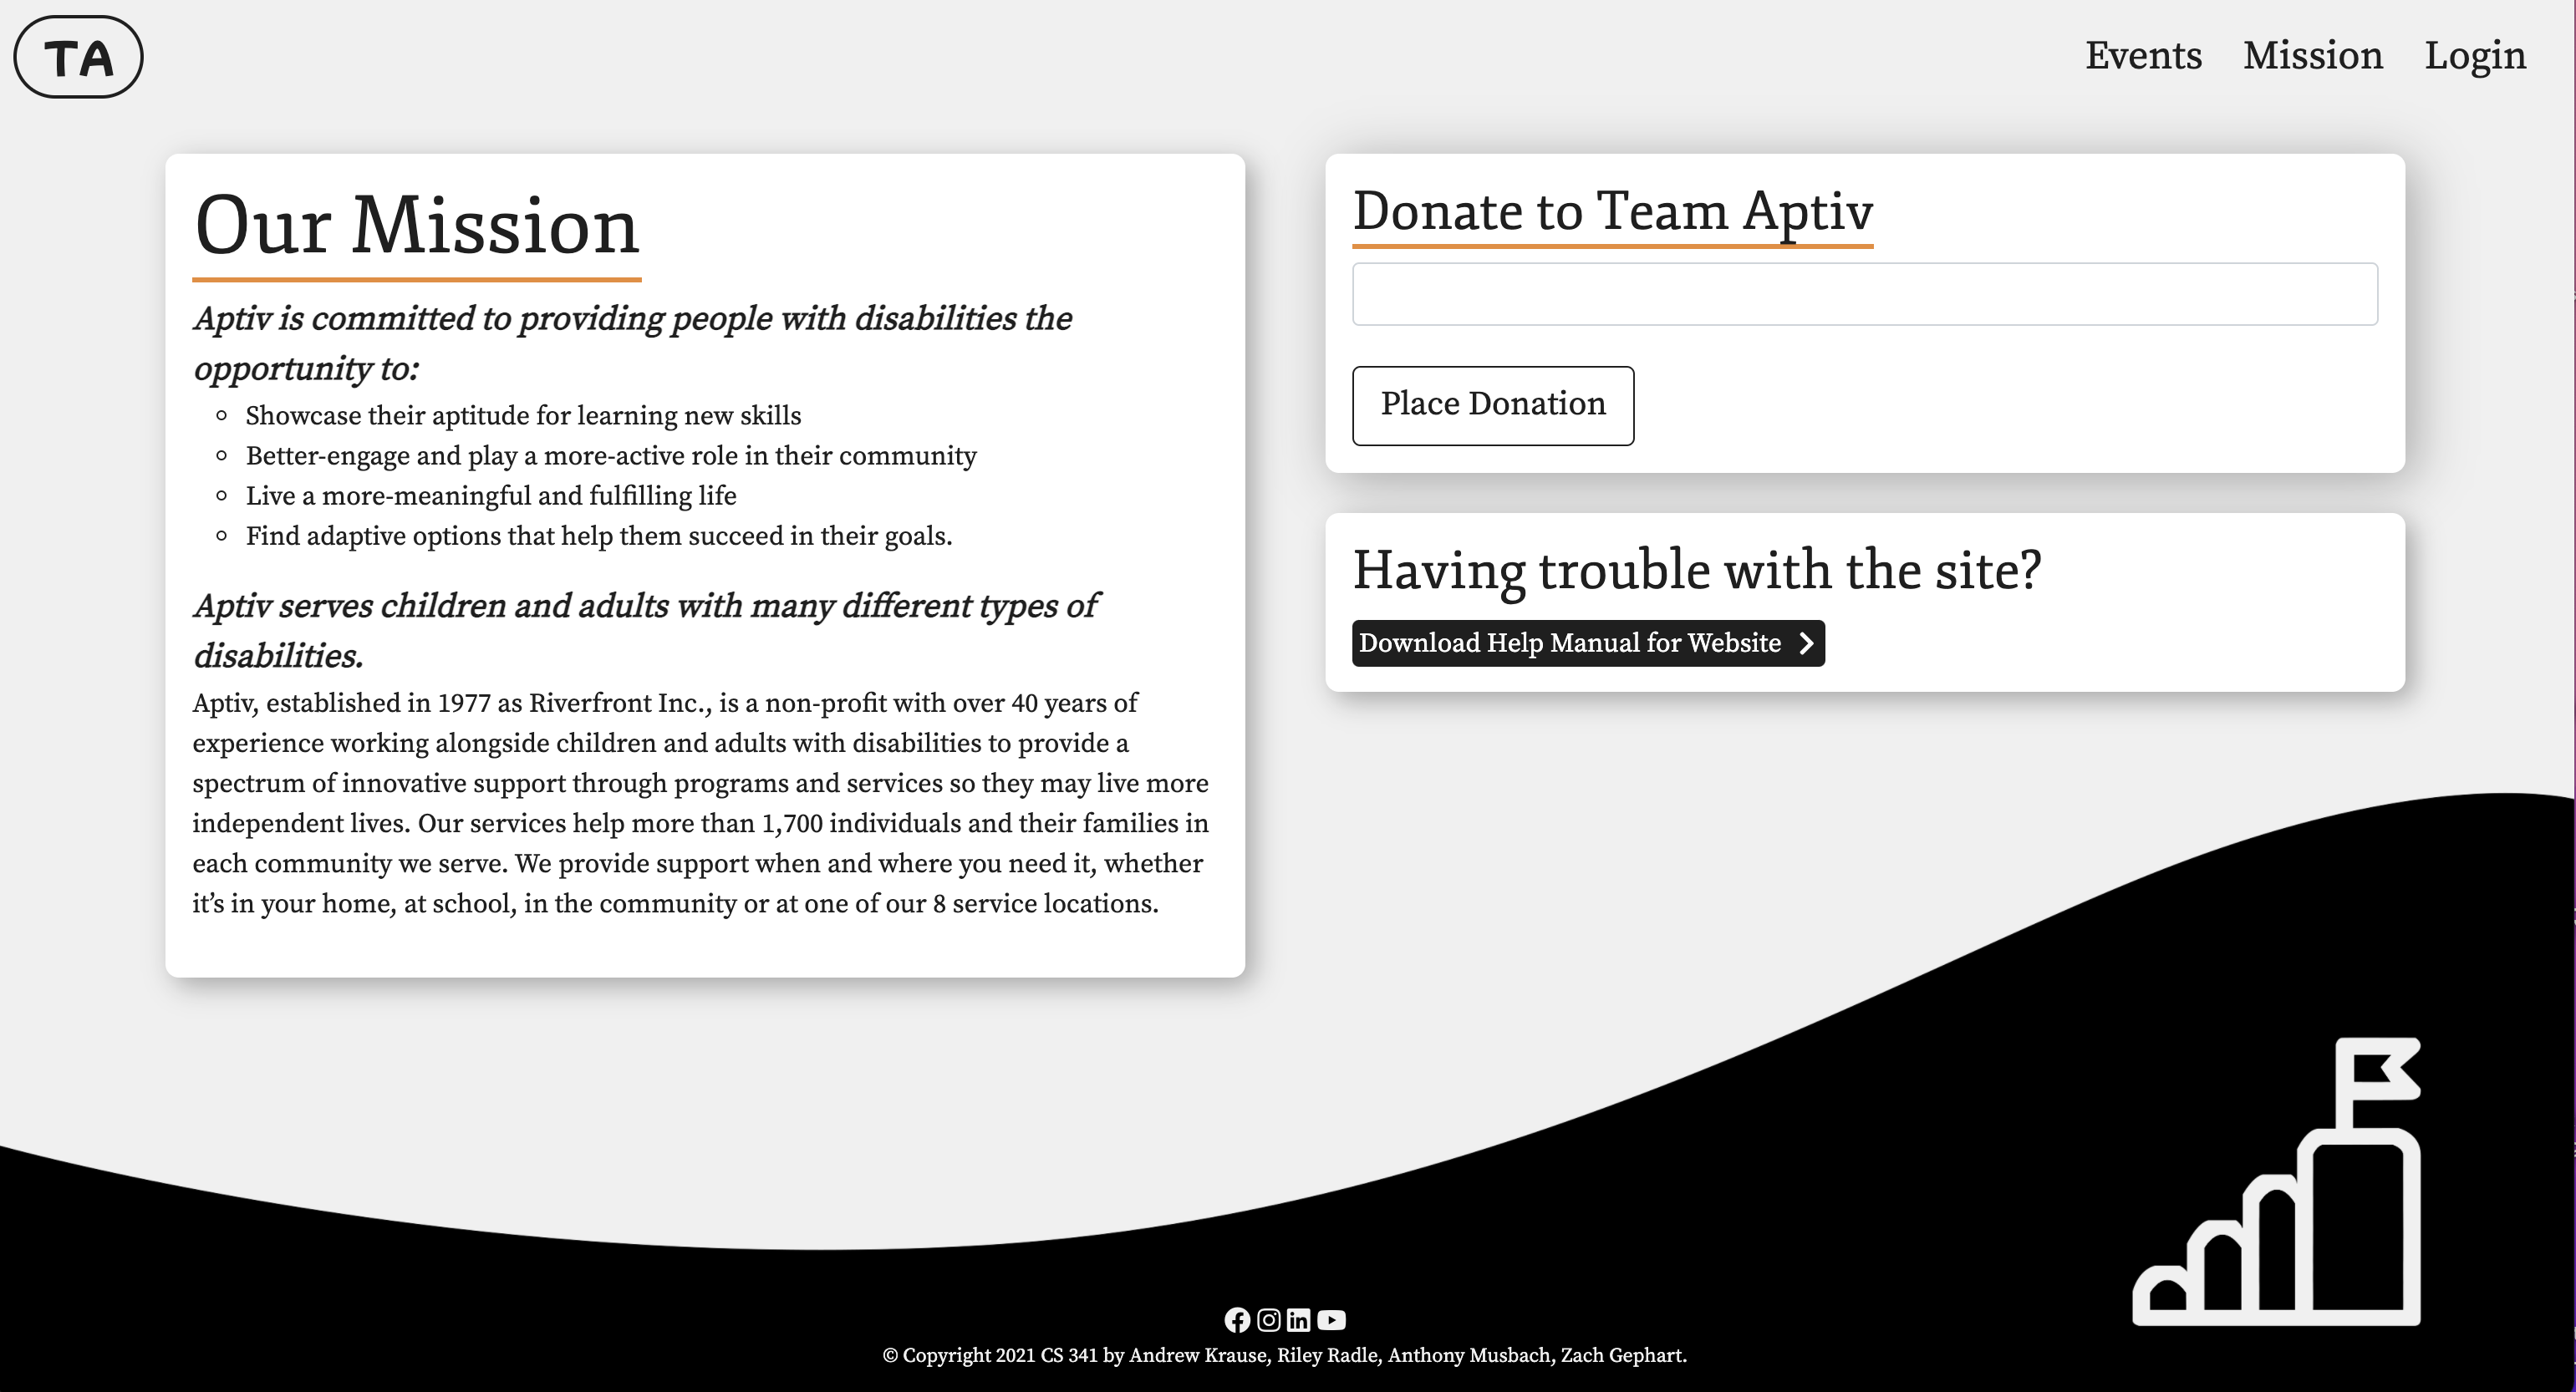 TA
Events Mission Login
Our Mission
Aptiv is committed to providing people with disabilities the
opportunity to:
Showcase their aptitude for learning new skills
Better-engage and play a more-active role in their community
Live a more-meaningful and fulfilling life
Find adaptive options that help them succeed in their goals.
Aptiv serves children and adults with many different types of
disabilities.
Aptiv, established in 1977 as Riverfront Inc., is a non-profit with over 40 years of
experience working alongside children and adults with disabilities to provide a
spectrum of innovative support through programs and services so they may live more
independent lives. Our services help more than 1,700 individuals and their families in
each community we serve. We provide support when and where you need it, whether
it’s in your home, at school, in the community or at one of our 8 service locations.
Donate to Team Aptiv
Place Donation
Having trouble with the site?
Download Help Manual for Website
© Copyright 2021 CS 341 by Andrew Krause, Riley Radle, Anthony Musbach, Zach Gephart.